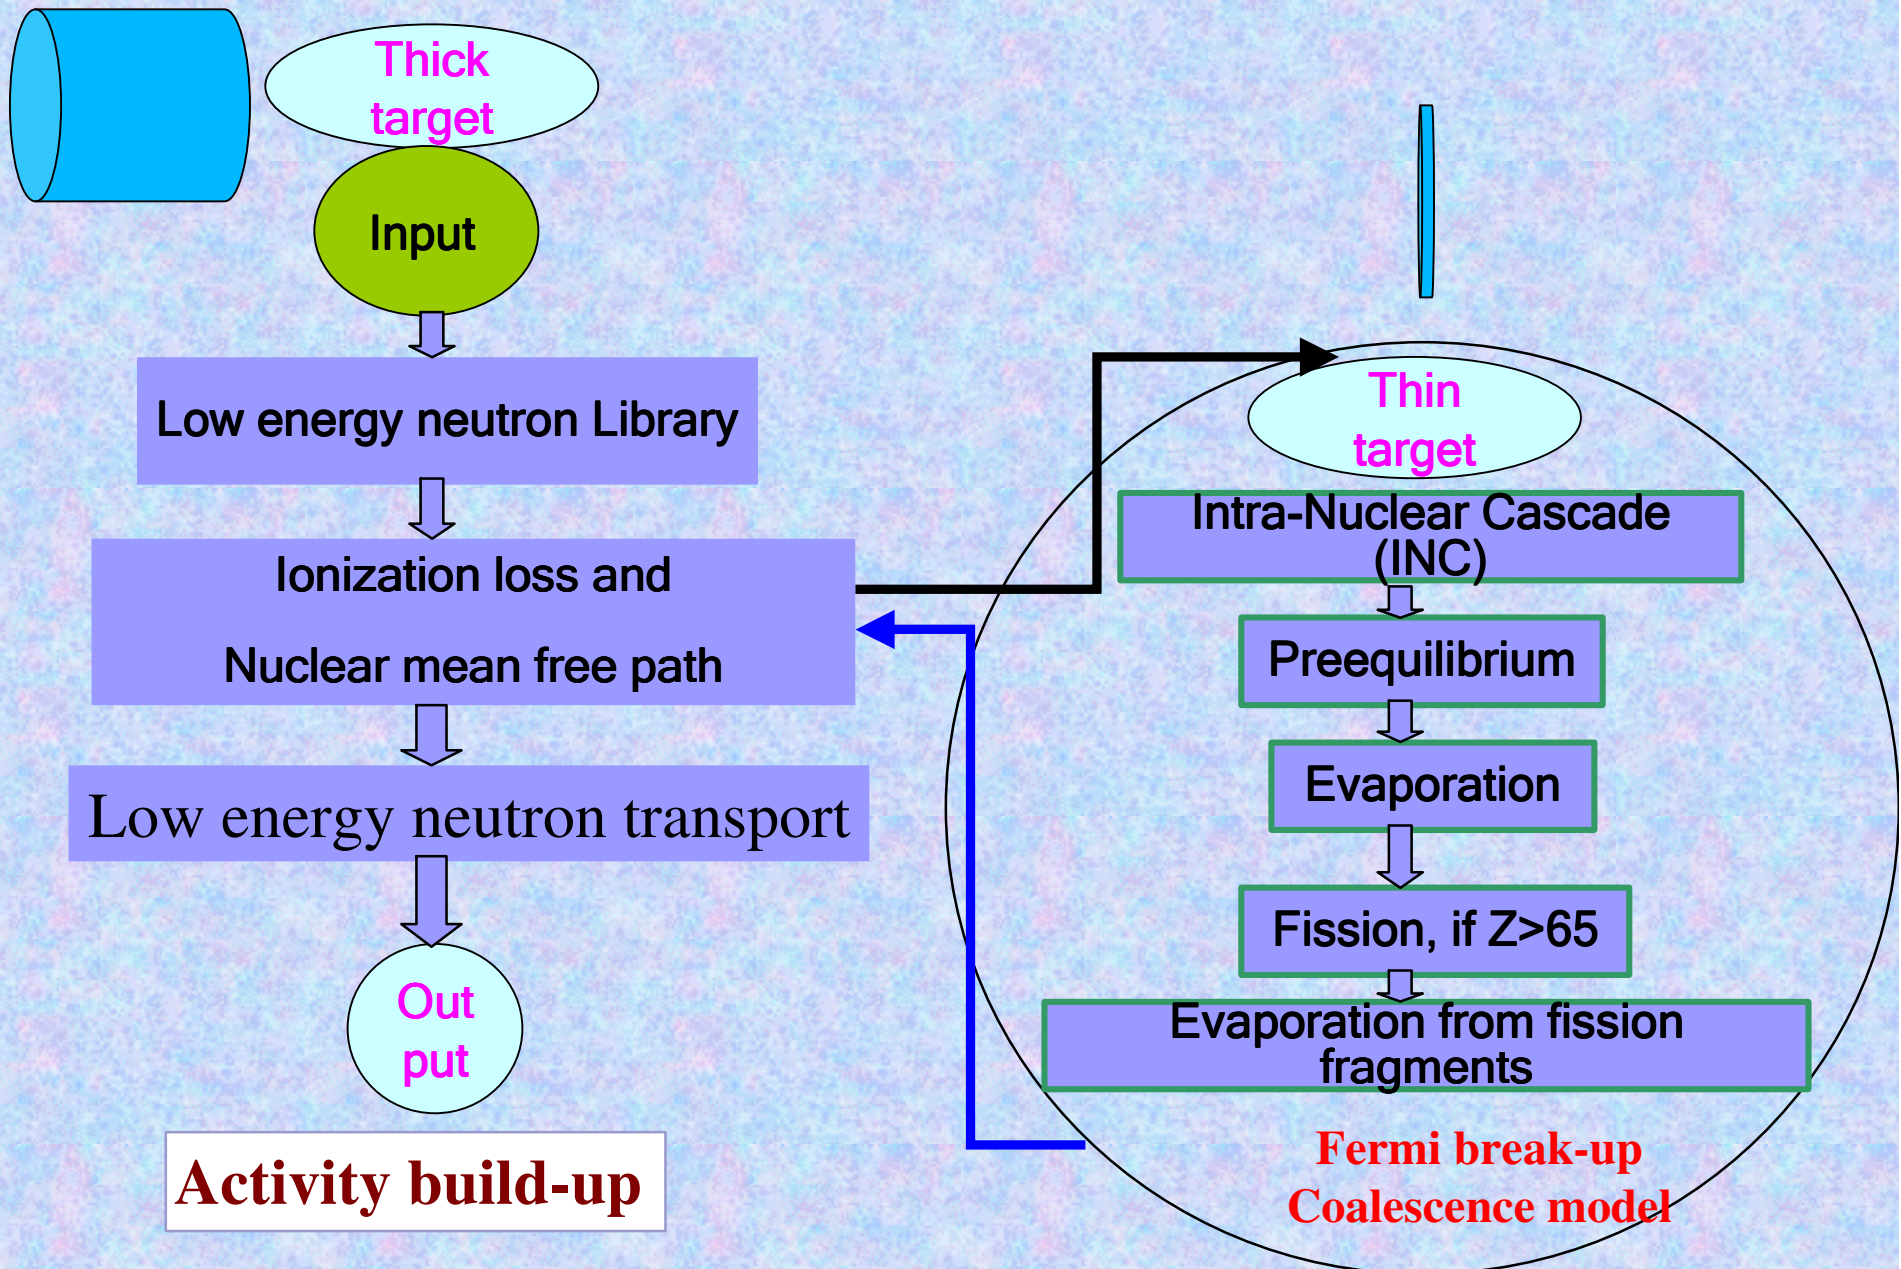 Thick
target
Input
Low energy neutron Library
Ionization loss and
Nuclear mean free path
Low energy neutron transport
Out
put
Activity build-up
Thin
target
Intra-Nuclear Cascade
(INC)
Preequilibrium
Evaporation
Fission, if Z>65
Evaporation from fission
fragments
Fermi break-up
Coalescence model